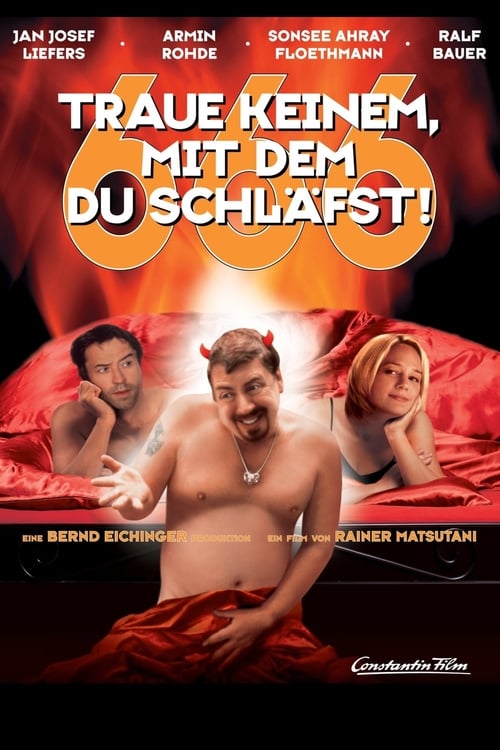 JAN JOSEF LIEFERS · ARMIN ROHDE · SONSEE AHRAY FLOETHMANN · RALF BAUER
666
TRAUE KEINEM,
MIT DEM
DU SCHLÄFST!
EINE BERND EICHINGER PRODUKTION EIN FILM VON RAINER MATSUTANI
Constantin Film